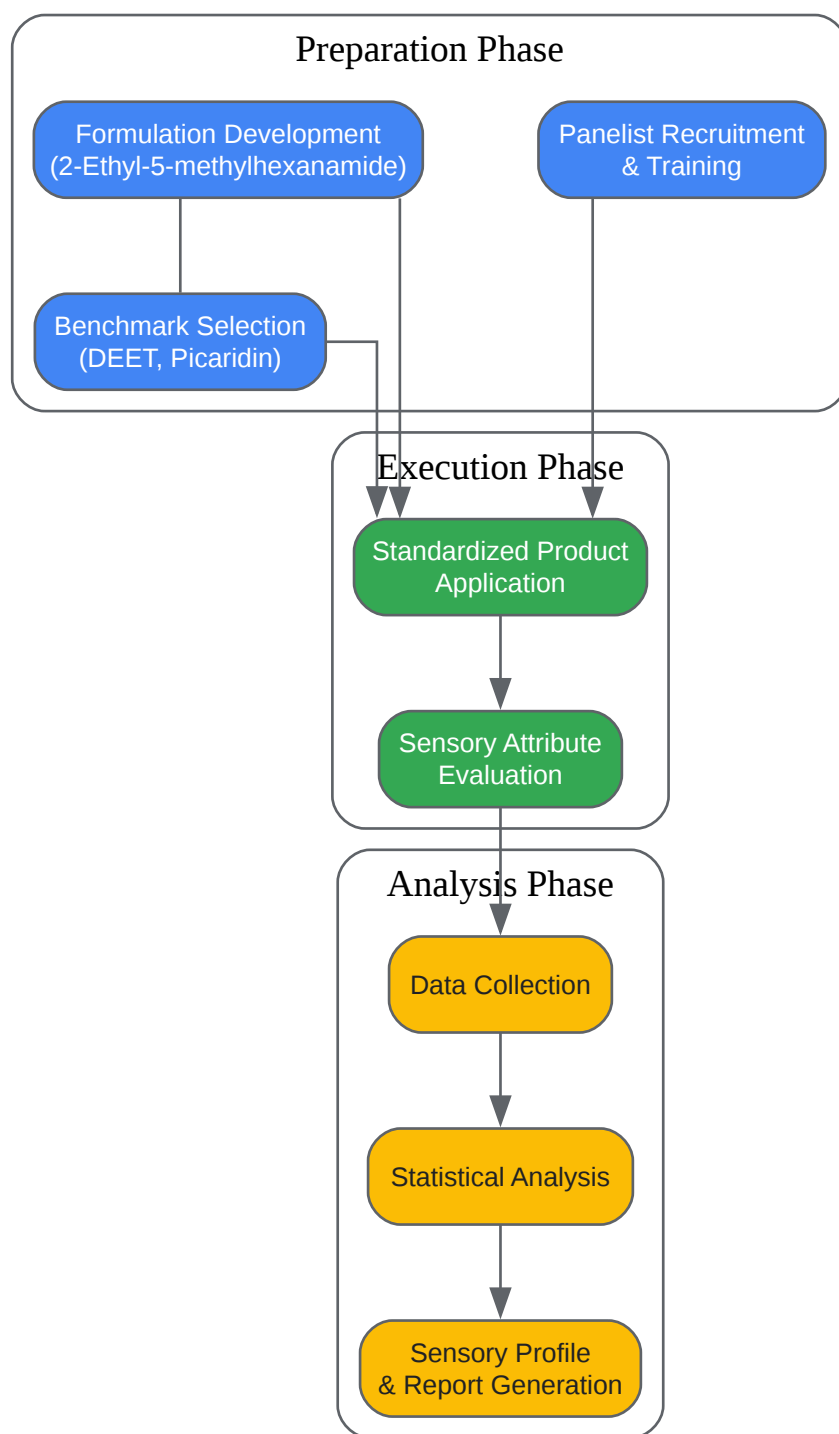 Preparation Phase
Formulation Development
(2-Ethyl-5-methylhexanamide)
Panelist Recruitment
& Training
Benchmark Selection
(DEET, Picaridin)
Execution Phase
Standardized Product
Application
Sensory Attribute
Evaluation
Analysis Phase
Data Collection
Statistical Analysis
Sensory Profile
& Report Generation